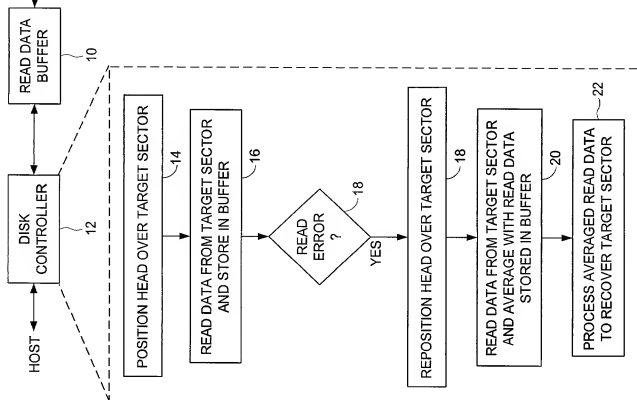 HOST
DISK
CONTROLLER
12
READ DATA
BUFFER
10
POSITION HEAD OVER TARGET SECTOR
14
READ DATA FROM TARGET SECTOR
AND STORE IN BUFFER
16
READ
ERROR
?
18
YES
REPOSITION HEAD OVER TARGET SECTOR
18
READ DATA FROM TARGET SECTOR
AND AVERAGE WITH READ DATA
STORED IN BUFFER
20
PROCESS AVERAGED READ DATA
TO RECOVER TARGET SECTOR
22